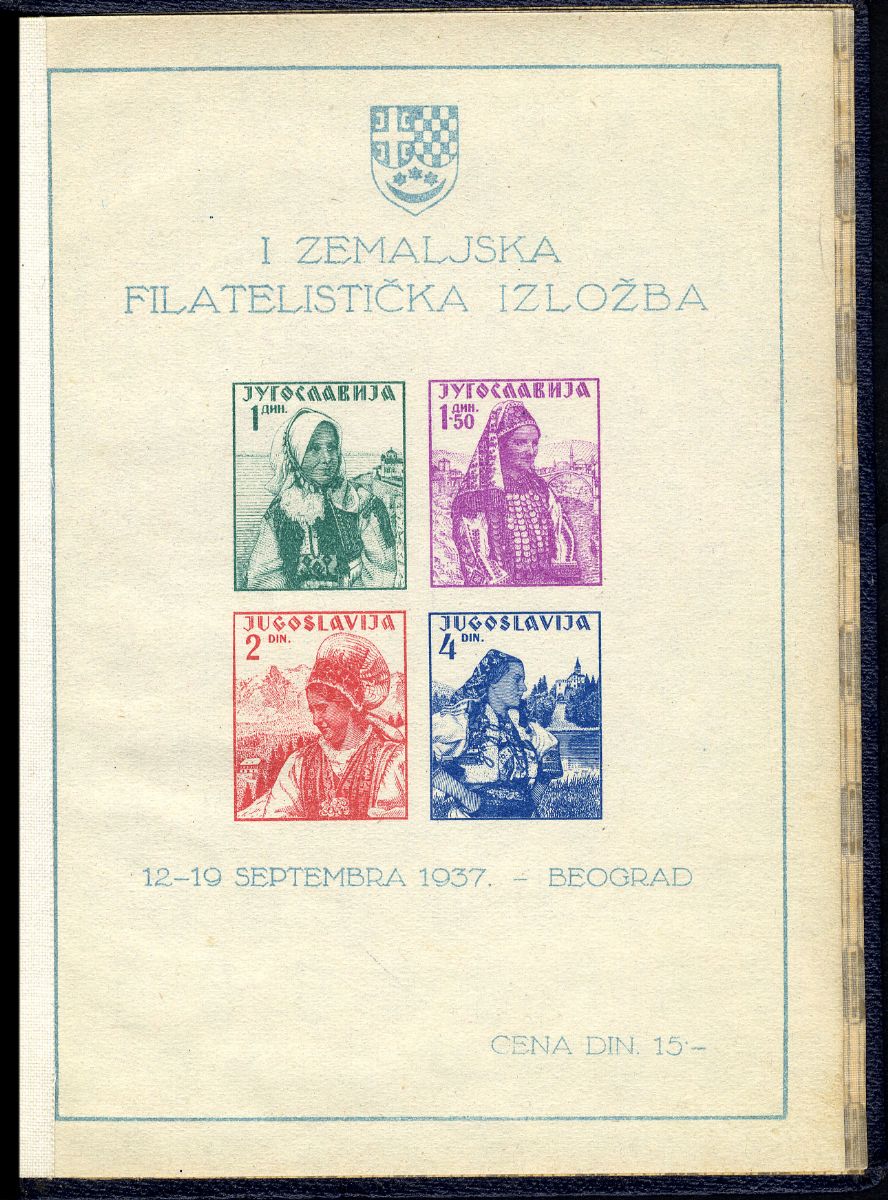 I ZEMALJSKA
FILATELISTIČKA IZLOŽBA
ЈУГОСЛАВИЈА
1 ДИН.
ЈУГОСЛАВИЈА
1·50 ДИН.
JUGOSLAVIJA
2 DIN.
JUGOSLAVIJA
4 DIN.
12–19 SEPTEMBRA 1937. – BEOGRAD
CENA DIN. 15·–